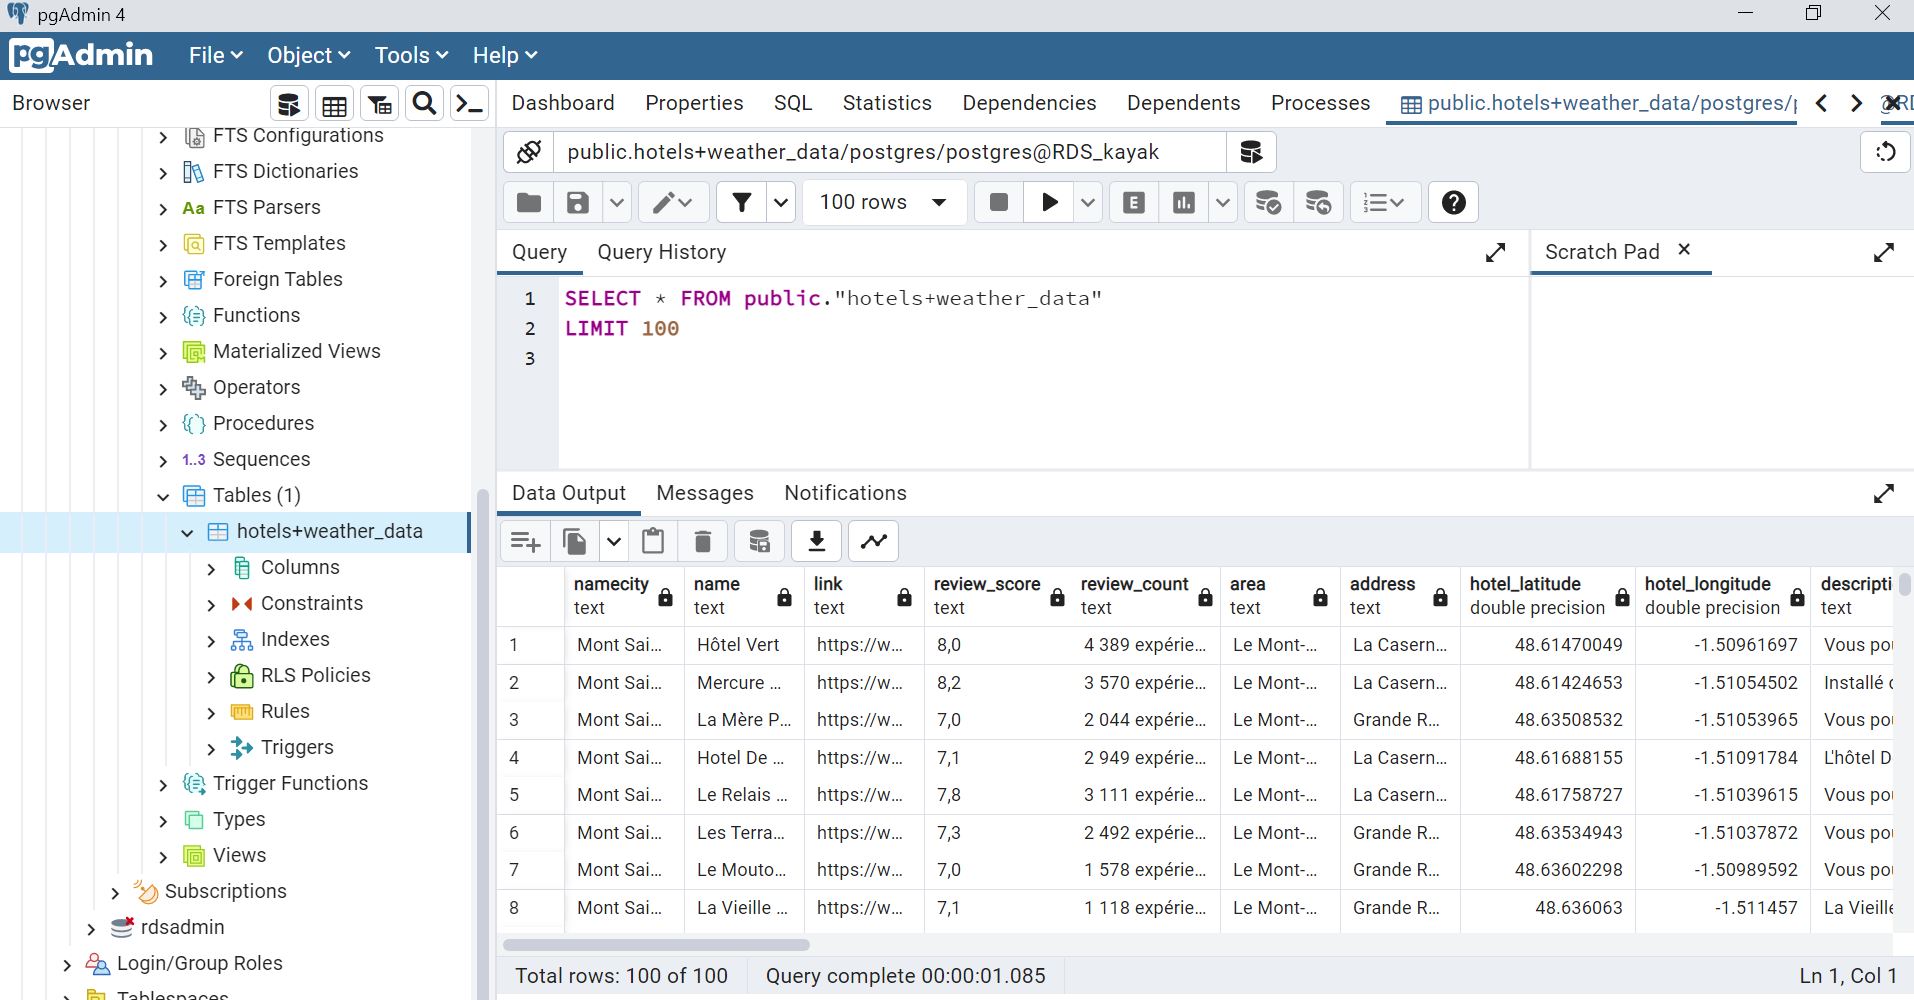 pgAdmin 4
pgAdmin File Object Tools Help
Browser
Dashboard Properties SQL Statistics Dependencies Dependents Processes public.hotels+weather_data/postgres/p
public.hotels+weather_data/postgres/postgres@RDS_kayak
100 rows
Query Query History Scratch Pad
1 SELECT * FROM public."hotels+weather_data"
2 LIMIT 100
3
FTS Configurations
FTS Dictionaries
Aa FTS Parsers
FTS Templates
Foreign Tables
Functions
Materialized Views
Operators
Procedures
1..3 Sequences
Tables (1)
hotels+weather_data
Columns
Constraints
Indexes
RLS Policies
Rules
Triggers
Trigger Functions
Types
Views
Subscriptions
rdsadmin
Login/Group Roles
Tablespaces
Data Output Messages Notifications
namecity name link review_score review_count area address hotel_latitude hotel_longitude descripti
text text text text text text text double precision double precision text
1 Mont Sai... Hôtel Vert https://w... 8,0 4 389 expérie... Le Mont-... La Casern... 48.61470049 -1.50961697 Vous pou
2 Mont Sai... Mercure ... https://w... 8,2 3 570 expérie... Le Mont-... La Casern... 48.61424653 -1.51054502 Installé
3 Mont Sai... La Mère P... https://w... 7,0 2 044 expérie... Le Mont-... Grande R... 48.63508532 -1.51053965 Vous pou
4 Mont Sai... Hotel De ... https://w... 7,1 2 949 expérie... Le Mont-... La Casern... 48.61688155 -1.51091784 L'hôtel D
5 Mont Sai... Le Relais ... https://w... 7,8 3 111 expérie... Le Mont-... La Casern... 48.61758727 -1.51039615 Vous pou
6 Mont Sai... Les Terra... https://w... 7,3 2 492 expérie... Le Mont-... Grande R... 48.63534943 -1.51037872 Vous pou
7 Mont Sai... Le Mouto... https://w... 7,0 1 578 expérie... Le Mont-... Grande R... 48.63602298 -1.50989592 Vous pou
8 Mont Sai... La Vieille ... https://w... 7,1 1 118 expérie... Le Mont-... Grande R... 48.636063 -1.511457 La Vieille
Total rows: 100 of 100 Query complete 00:00:01.085 Ln 1, Col 1